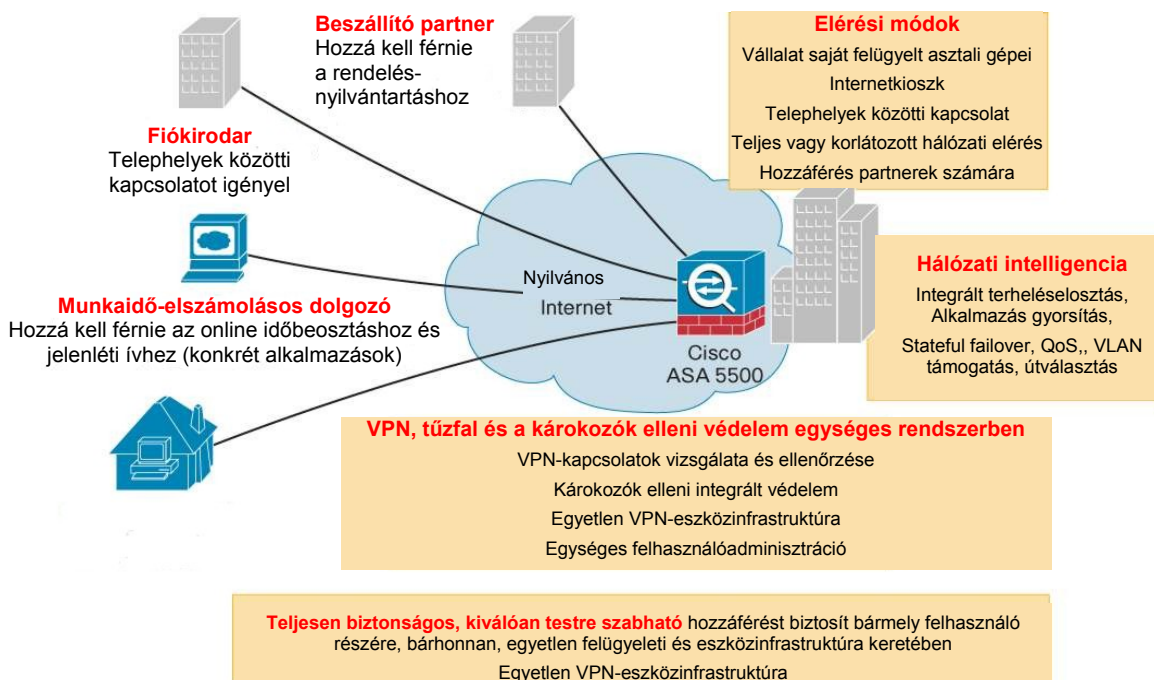 Beszállító partner
Hozzá kell férnie
a rendelés-
nyilvántartáshoz
Elérési módok
Vállalat saját felügyelt asztali gépei
Internetkioszk
Telephelyek közötti kapcsolat
Teljes vagy korlátozott hálózati elérés
Hozzáférés partnerek számára
Fiókirodar
Telephelyek közötti
kapcsolatot igényel
Hálózati intelligencia
Integrált terheléselosztás,
Alkalmazás gyorsítás,
Stateful failover, QoS,, VLAN
támogatás, útválasztás
Nyilvános
Internet
Munkaidő-elszámolásos dolgozó
Hozzá kell férnie az online időbeosztáshoz és
jelenléti ívhez (konkrét alkalmazások)
Cisco
ASA 5500
VPN, tűzfal és a károkozók elleni védelem egységes rendszerben
VPN-kapcsolatok vizsgálata és ellenőrzése
Károkozók elleni integrált védelem
Egyetlen VPN-eszközinfrastruktúra
Egységes felhasználóadminisztráció
Teljesen biztonságos, kiválóan testre szabható hozzáférést biztosít bármely felhasználó
részére, bárhonnan, egyetlen felügyeleti és eszközinfrastruktúra keretében
Egyetlen VPN-eszközinfrastruktúra